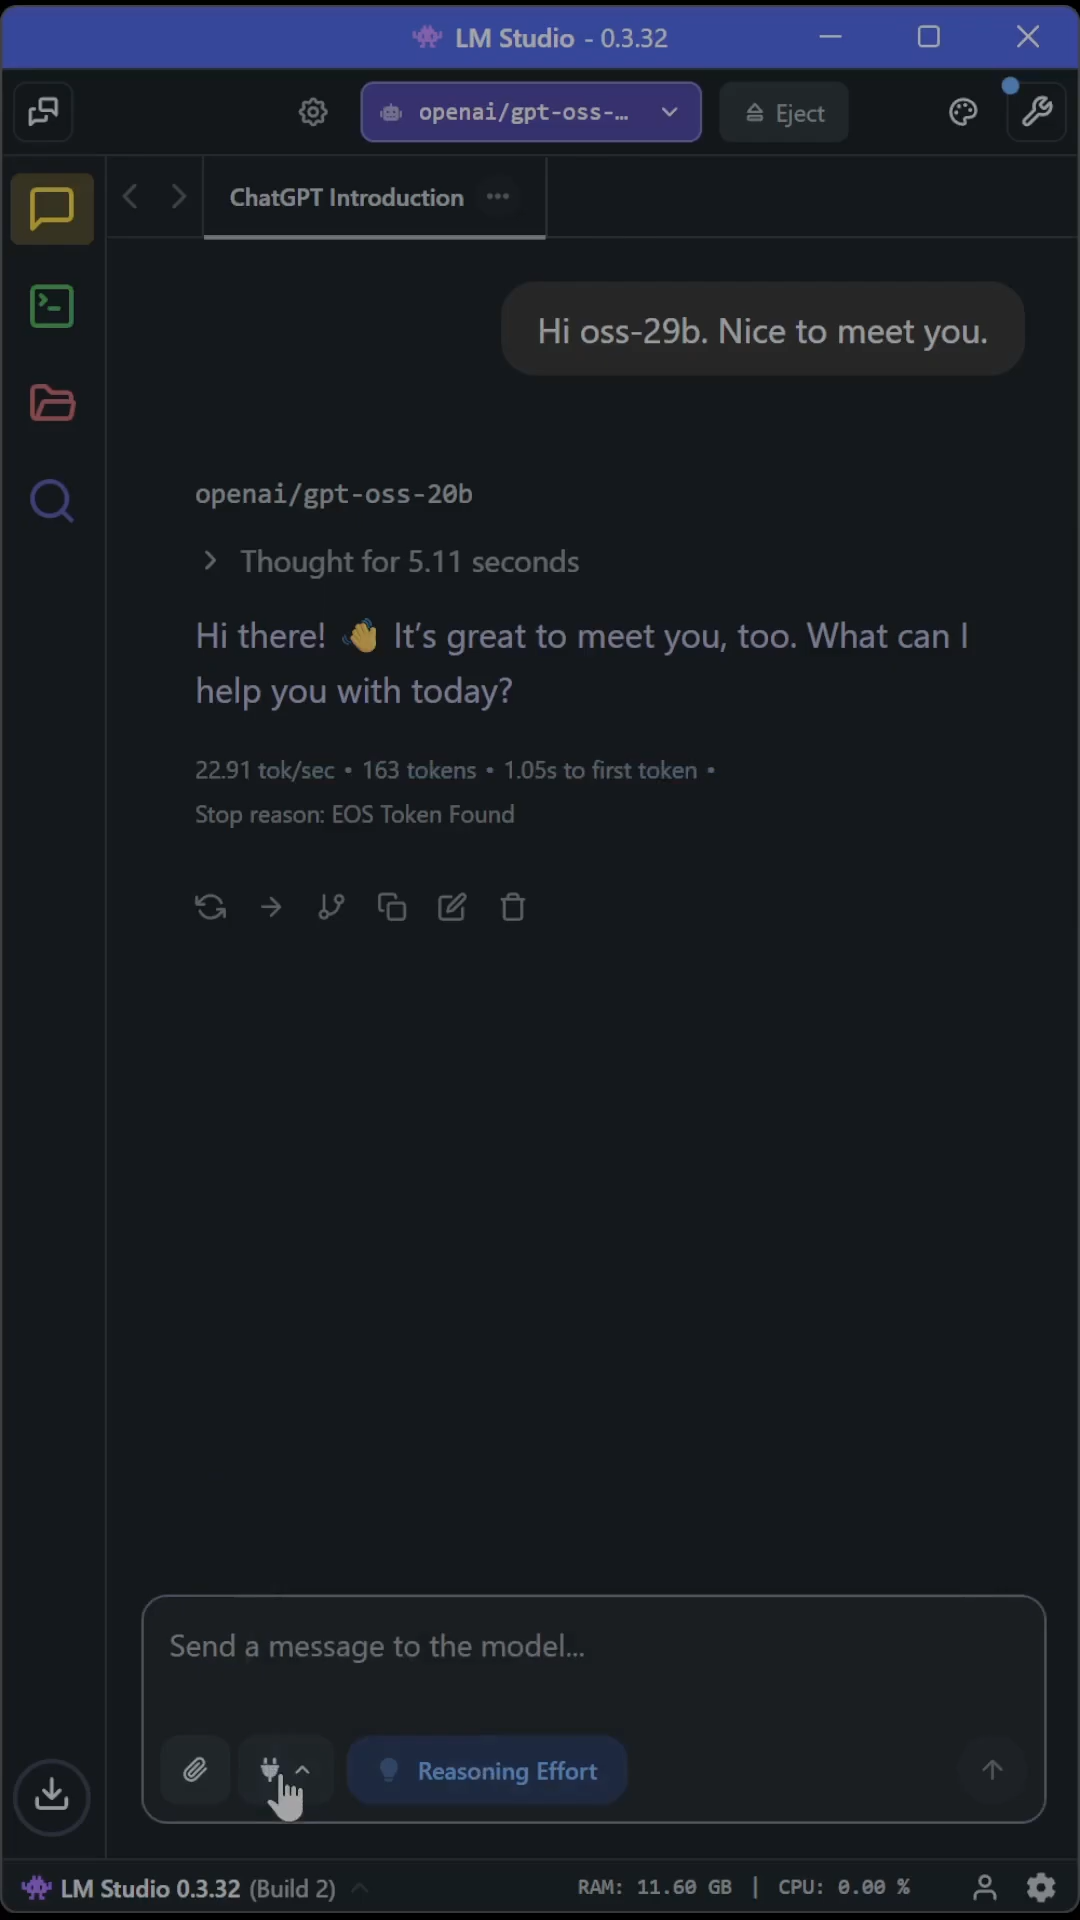 LM Studio - 0.3.32
openai/gpt-oss-...
Eject
ChatGPT Introduction
Hi oss-29b. Nice to meet you.
openai/gpt-oss-20b
Thought for 5.11 seconds
Hi there! 👋 It’s great to meet you, too. What can I
help you with today?
22.91 tok/sec • 163 tokens • 1.05s to first token •
Stop reason: EOS Token Found
Send a message to the model...
Reasoning Effort
LM Studio 0.3.32 (Build 2)
RAM: 11.60 GB | CPU: 0.00 %